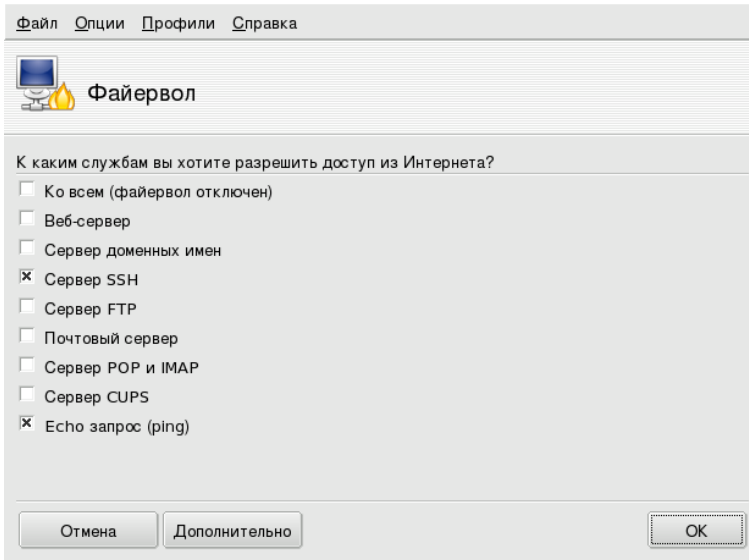 Файл Опции Профили Справка
Файервол
К каким службам вы хотите разрешить доступ из Интернета?
Ко всем (файервол отключен)
Веб-сервер
Сервер доменных имен
Сервер SSH
Сервер FTP
Почтовый сервер
Сервер POP и IMAP
Сервер CUPS
Echo запрос (ping)
Отмена Дополнительно OK